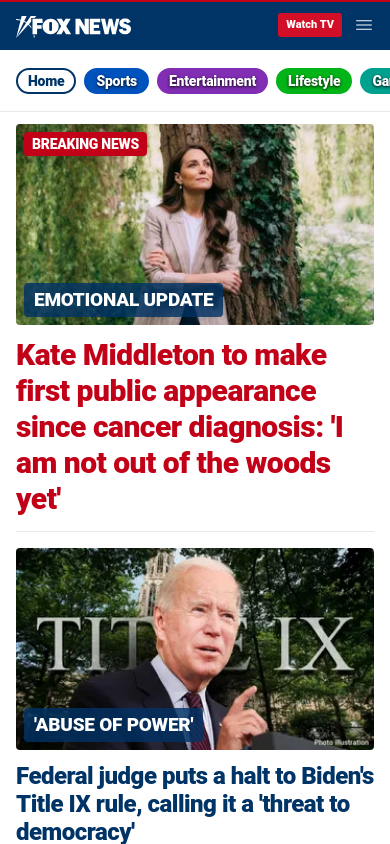 FOX NEWS
Watch TV
Home
Sports
Entertainment
Lifestyle
BREAKING NEWS
EMOTIONAL UPDATE
Kate Middleton to make
first public appearance
since cancer diagnosis: 'I
am not out of the woods
yet'
TITLE IX
'ABUSE OF POWER'
Photo Illustration
Federal judge puts a halt to Biden's
Title IX rule, calling it a 'threat to
democracy'